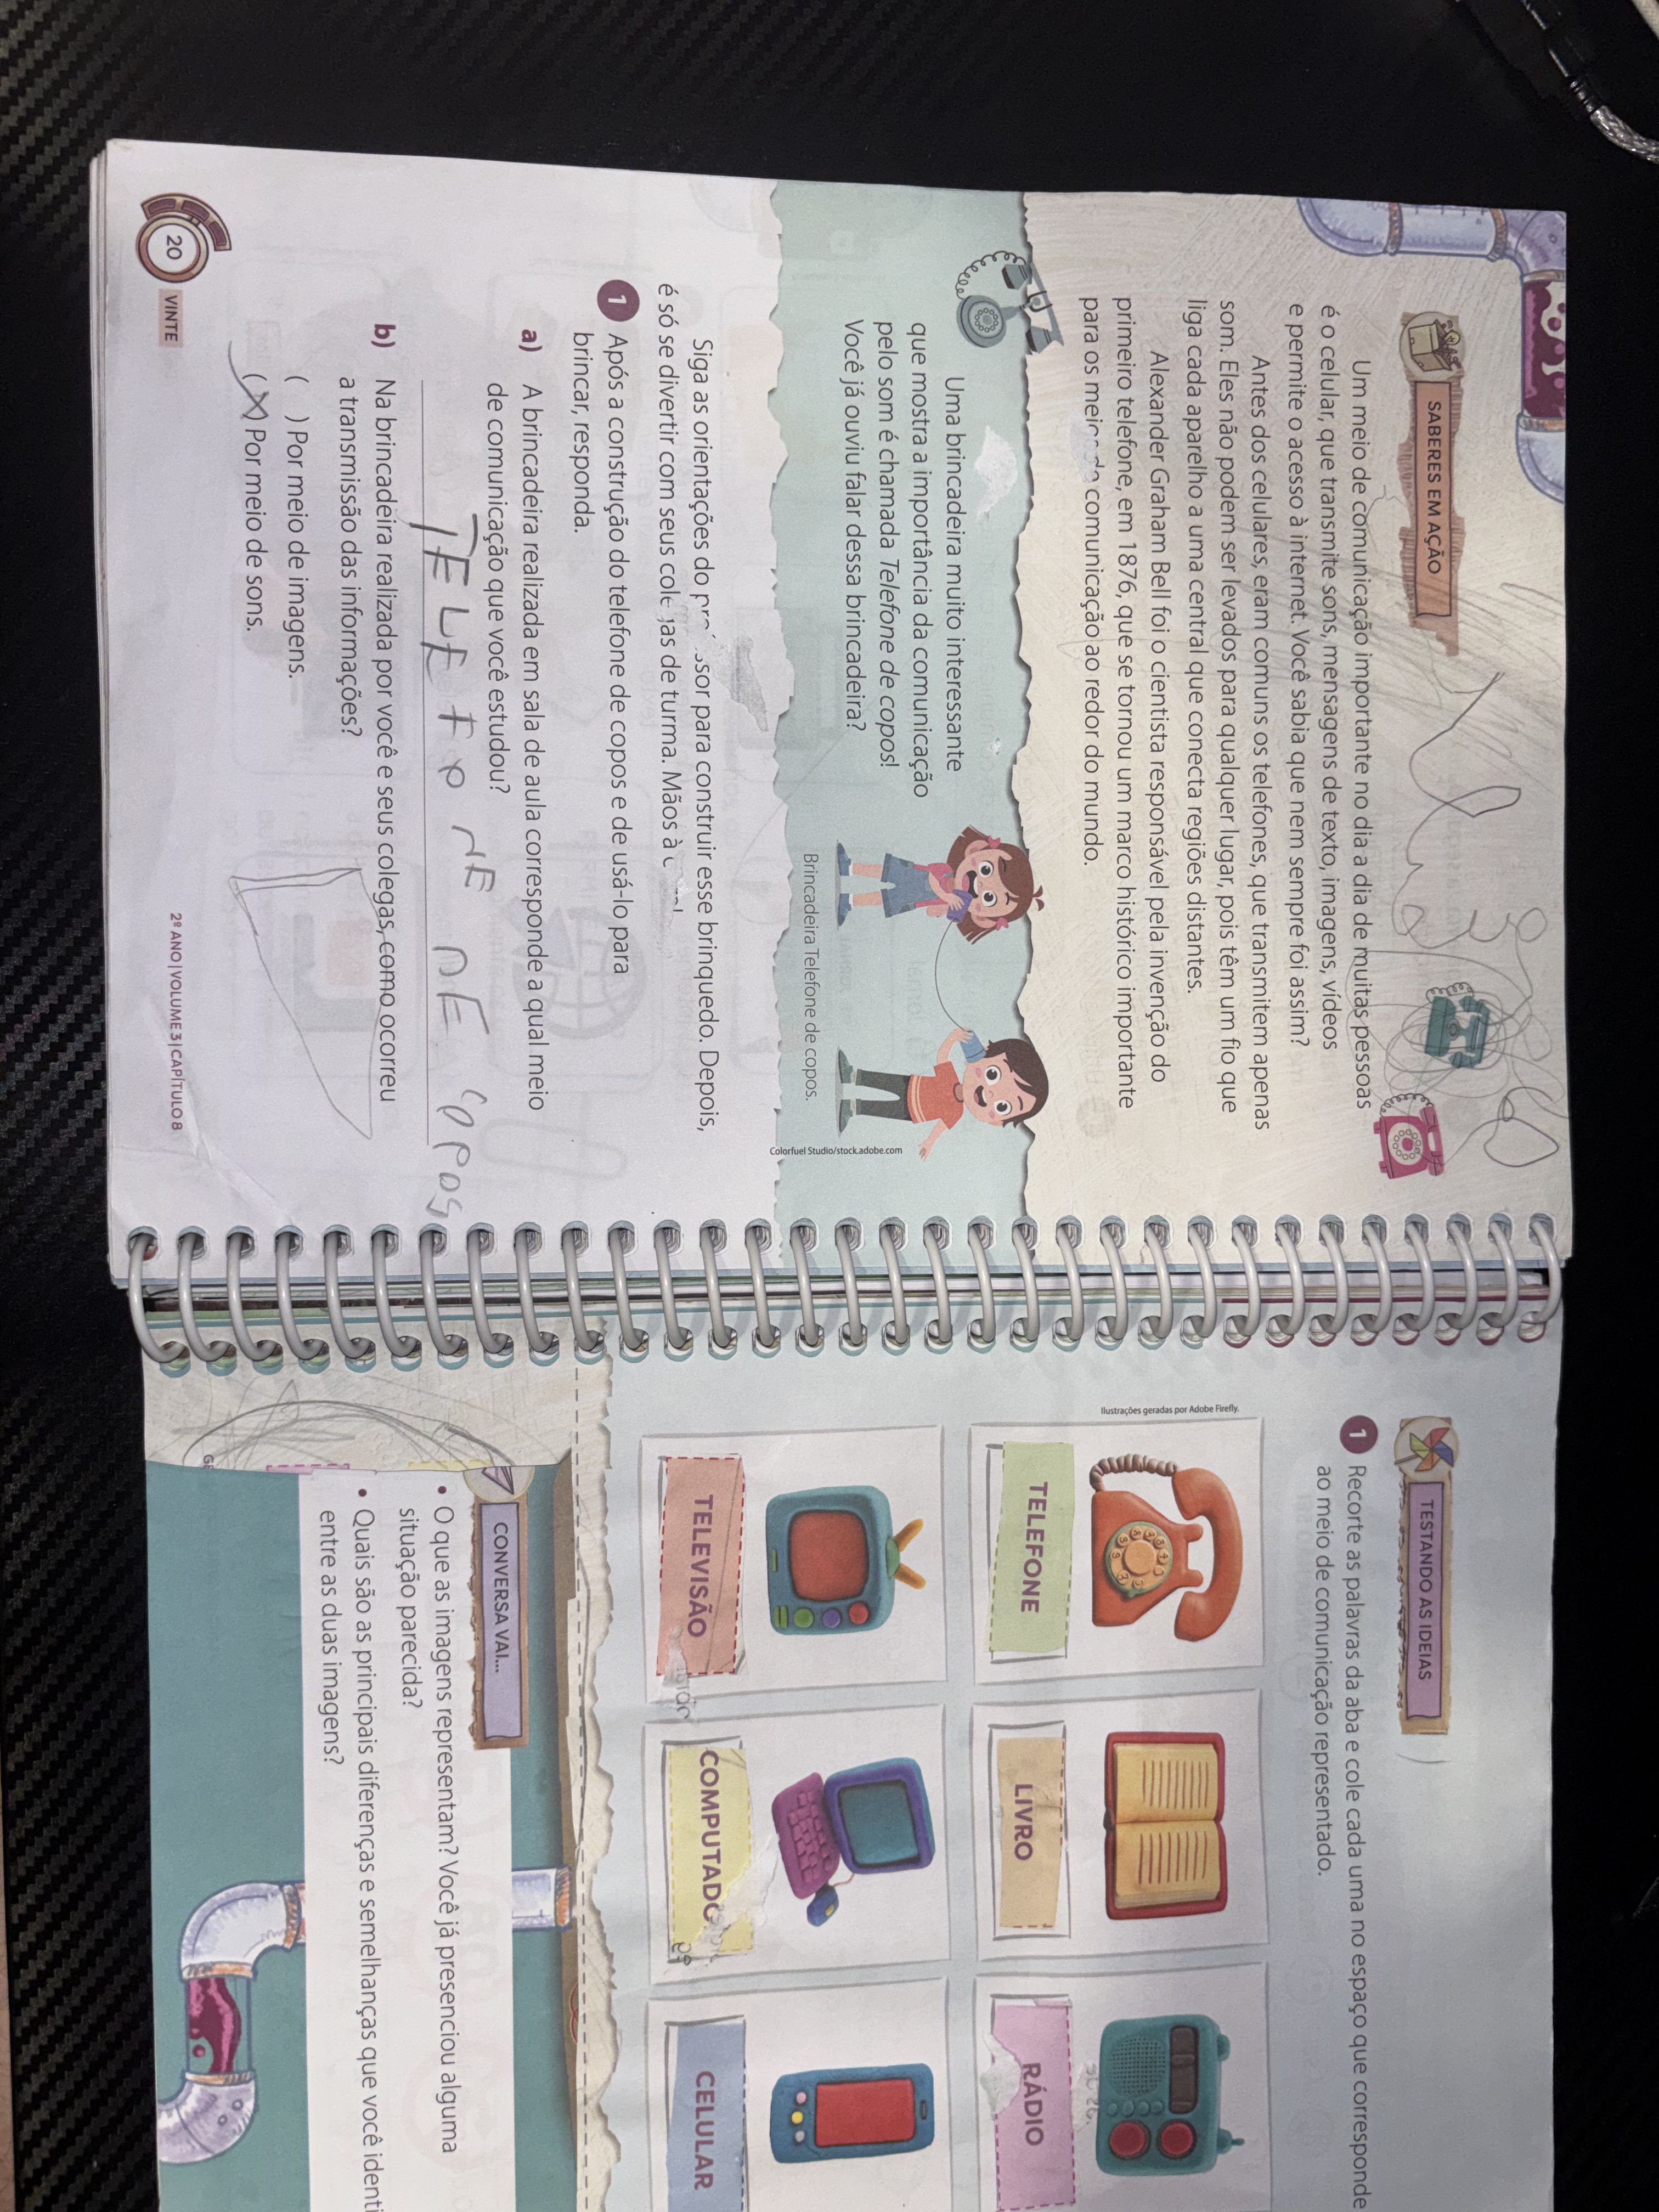 SABERES EM AÇÃO
Um meio de comunicação importante no dia a dia de muitas pessoas
é o celular, que transmite sons, mensagens de texto, imagens, vídeos
e permite o acesso à internet. Você sabia que nem sempre foi assim?
Antes dos celulares, eram comuns os telefones, que transmitem apenas
som. Eles não podem ser levados para qualquer lugar, pois têm um fio que
liga cada aparelho a uma central que conecta regiões distantes.
Alexander Graham Bell foi o cientista responsável pela invenção do
primeiro telefone, em 1876, que se tornou um marco histórico importante
para os meios de comunicação ao redor do mundo.
Uma brincadeira muito interessante
que mostra a importância da comunicação
pelo som é chamada Telefone de copos!
Você já ouviu falar dessa brincadeira?
Brincadeira Telefone de copos.
Colorfuel Studio/stock.adobe.com
Siga as orientações do professor para construir esse brinquedo. Depois,
é só se divertir com seus colegas de turma. Mãos à
1 Após a construção do telefone de copos e de usá-lo para
brincar, responda.
a) A brincadeira realizada em sala de aula corresponde a qual meio
de comunicação que você estudou?
TELEFONE DE COPOS
b) Na brincadeira realizada por você e seus colegas, como ocorreu
a transmissão das informações?
( ) Por meio de imagens.
(X) Por meio de sons.
20
VINTE
2º ANO | VOLUME 3 | CAPÍTULO 8
TESTANDO AS IDEIAS
1 Recorte as palavras da aba e cole cada uma no espaço que corresponde
ao meio de comunicação representado.
Ilustrações geradas por Adobe Firefly.
TELEFONE
LIVRO
RÁDIO
TELEVISÃO
COMPUTADO
CELULAR
CONVERSA VAI...
• O que as imagens representam? Você já presenciou alguma
situação parecida?
• Quais são as principais diferenças e semelhanças que você identi
entre as duas imagens?